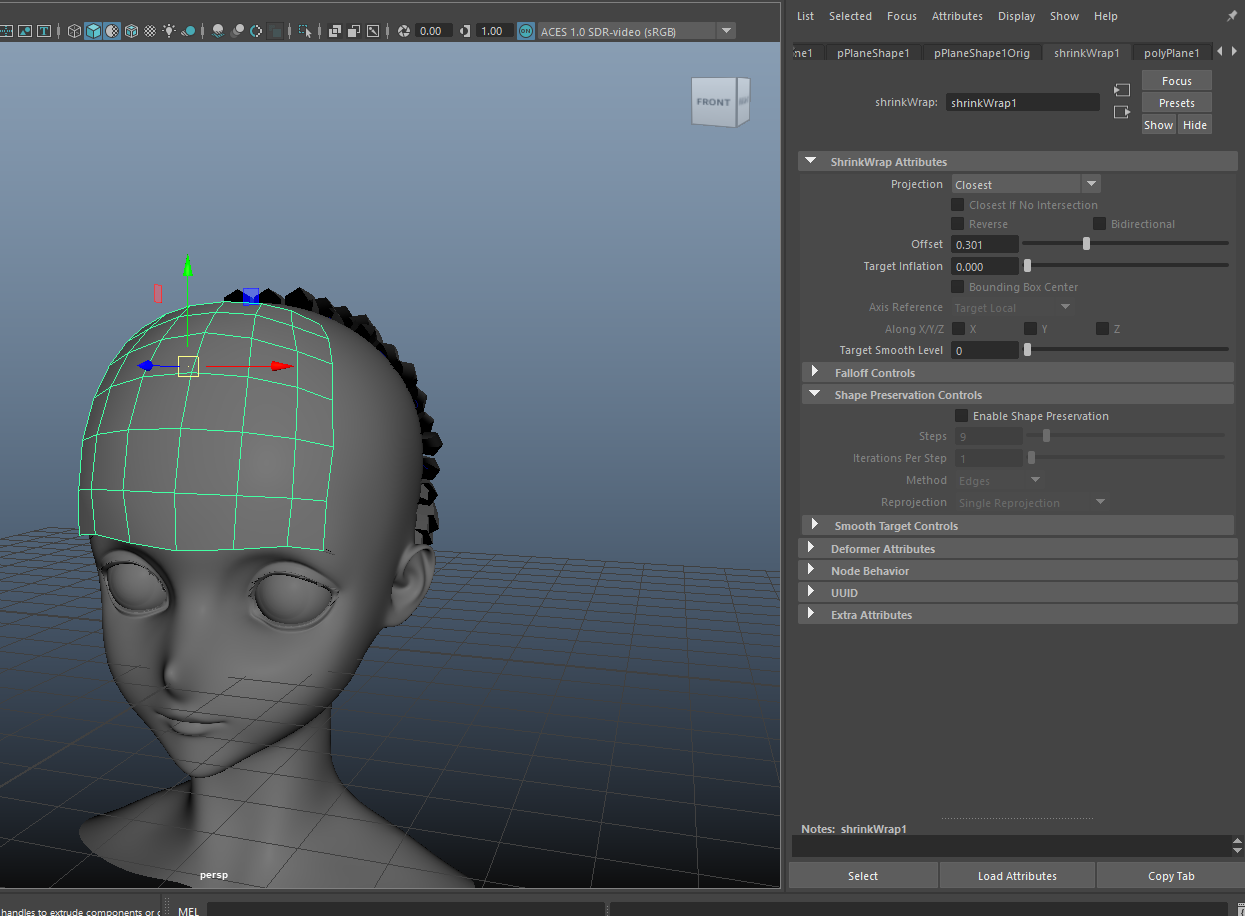 List Selected Focus Attributes Display Show Help
0.00 1.00 ON ACES 1.0 SDR-video (sRGB)
ne1 pPlaneShape1 pPlaneShape1Orig shrinkWrap1 polyPlane1
Focus
shrinkWrap: shrinkWrap1
Presets
Show Hide
FRONT
ShrinkWrap Attributes
Projection Closest
Closest If No Intersection
Reverse Bidirectional
Offset 0.301
Target Inflation 0.000
Bounding Box Center
Axis Reference Target Local
Along X/Y/Z X Y Z
Target Smooth Level 0
Falloff Controls
Shape Preservation Controls
Enable Shape Preservation
Steps 9
Iterations Per Step 1
Method Edges
Reprojection Single Reprojection
Smooth Target Controls
Deformer Attributes
Node Behavior
UUID
Extra Attributes
Notes: shrinkWrap1
persp
Select Load Attributes Copy Tab
handles to extrude components or
MEL